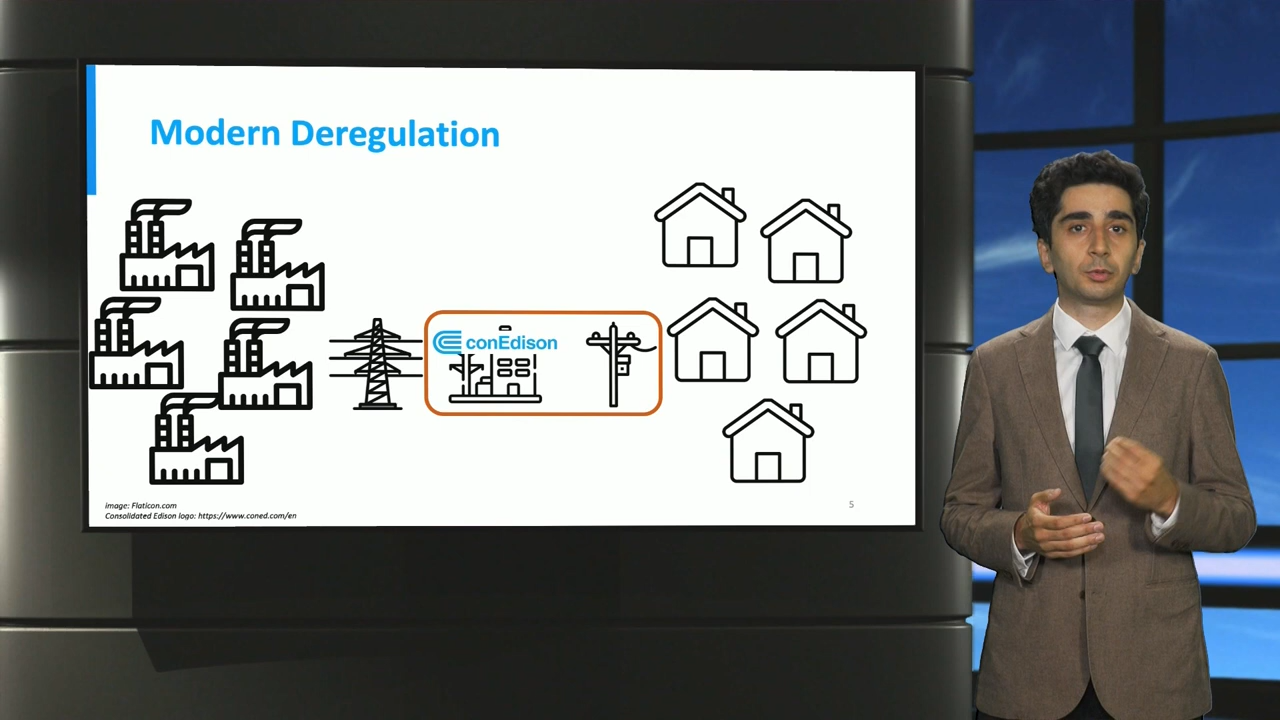 Modern Deregulation
conEdison
image: Flaticon.com
Consolidated Edison logo: https://www.coned.com/en
5